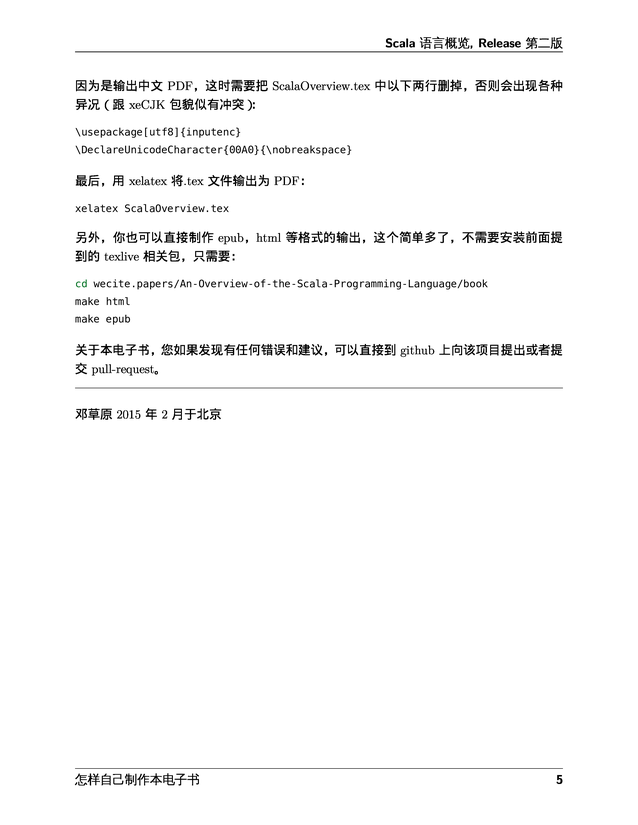 Scala 语言概览, Release 第二版
因为是输出中文 PDF，这时需要把 ScalaOverview.tex 中以下两行删掉，否则会出现各种
异况（跟 xeCJK 包貌似有冲突）：
\usepackage[utf8]{inputenc}
\DeclareUnicodeCharacter{00A0}{\nobreakspace}
最后，用 xelatex 将.tex 文件输出为 PDF：
xelatex ScalaOverview.tex
另外，你也可以直接制作 epub，html 等格式的输出，这个简单多了，不需要安装前面提
到的 texlive 相关包，只需要：
cd wecite.papers/An-Overview-of-the-Scala-Programming-Language/book
make html
make epub
关于本电子书，您如果发现有任何错误和建议，可以直接到 github 上向该项目提出或者提
交 pull-request。
邓草原 2015 年 2 月于北京
怎样自己制作本电子书 5